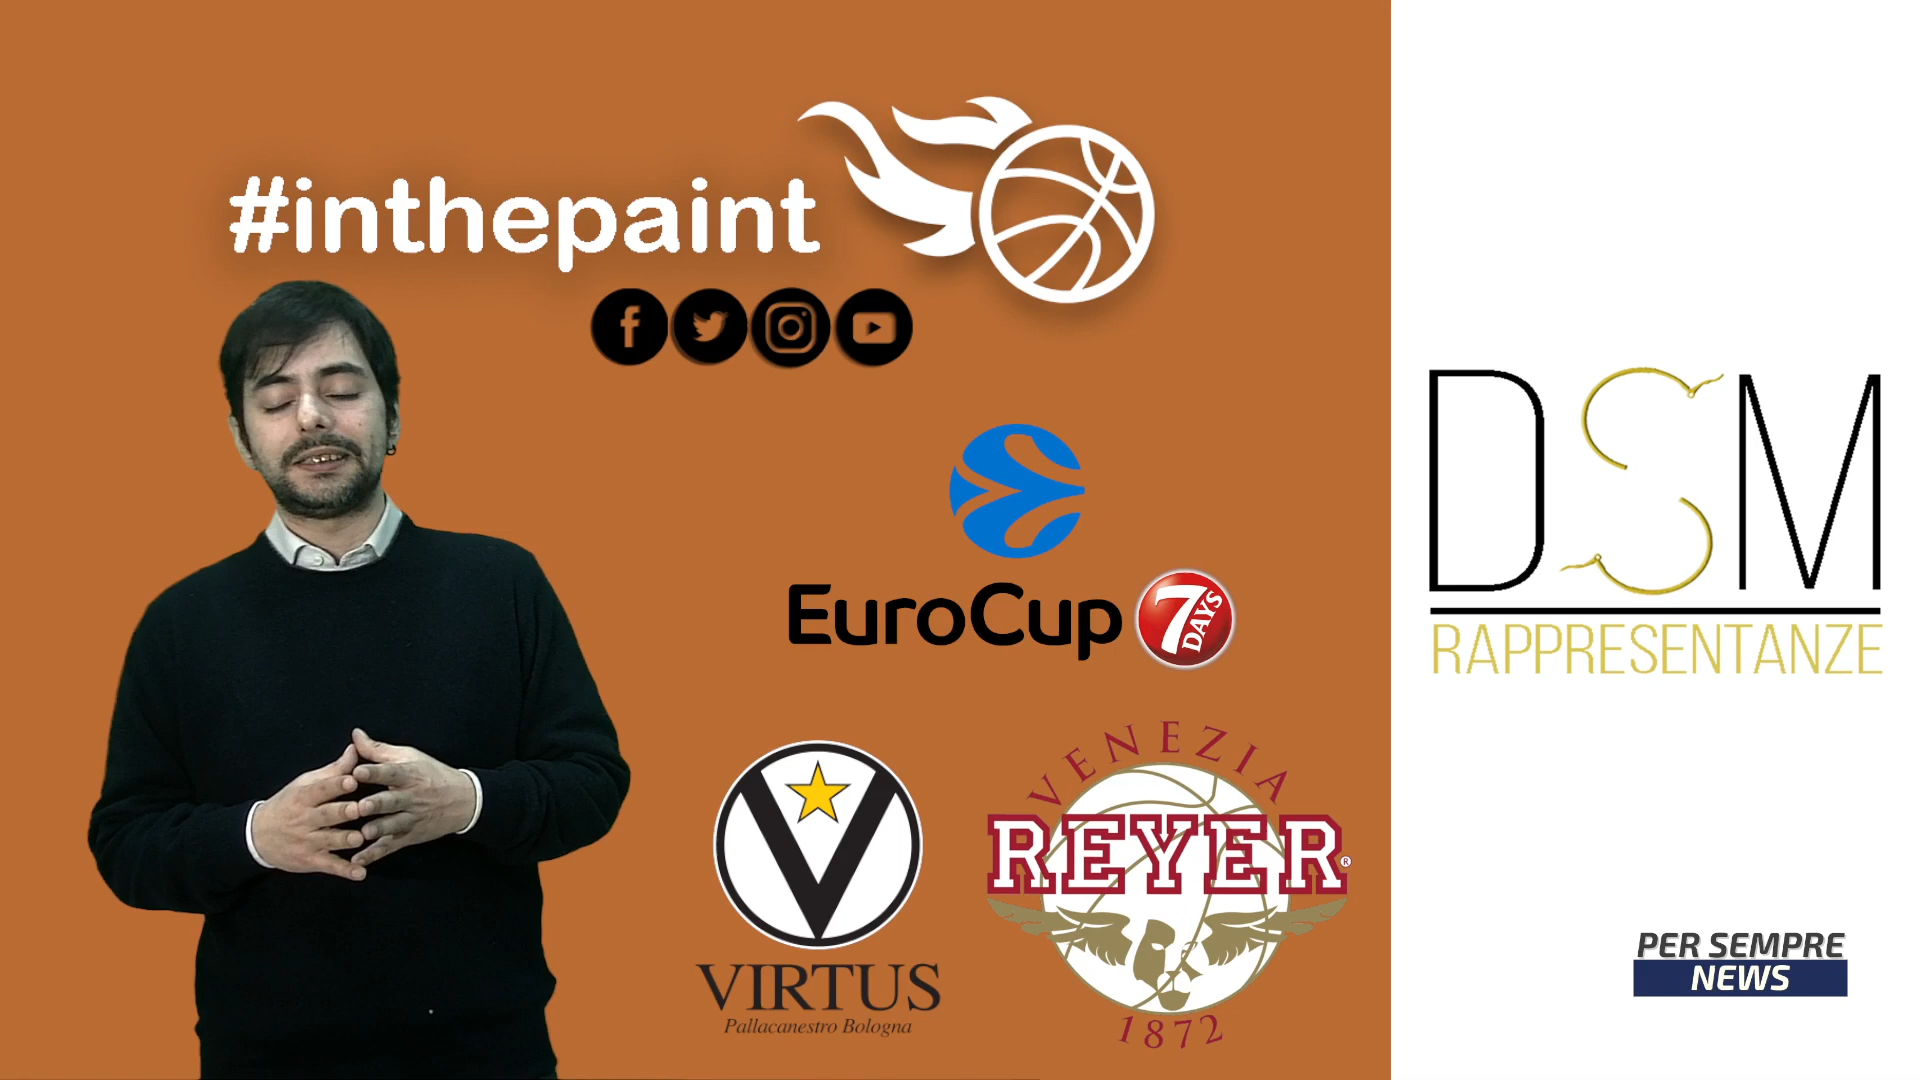 #inthepaint
EuroCup
7 DAYS
VENEZIA
REYER®
1872
VIRTUS
Pallacanestro Bologna
DSM
RAPPRESENTANZE
PER SEMPRE
NEWS